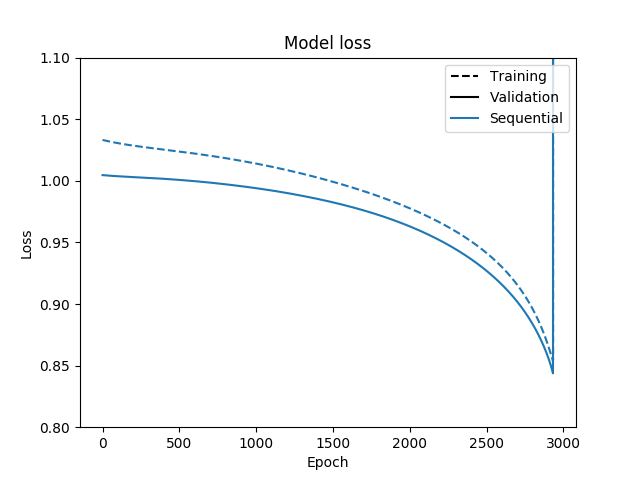 Model loss
1.10
1.05
1.00
0.95
0.90
0.85
0.80
Loss
Training
Validation
Sequential
0 500 1000 1500 2000 2500 3000
Epoch